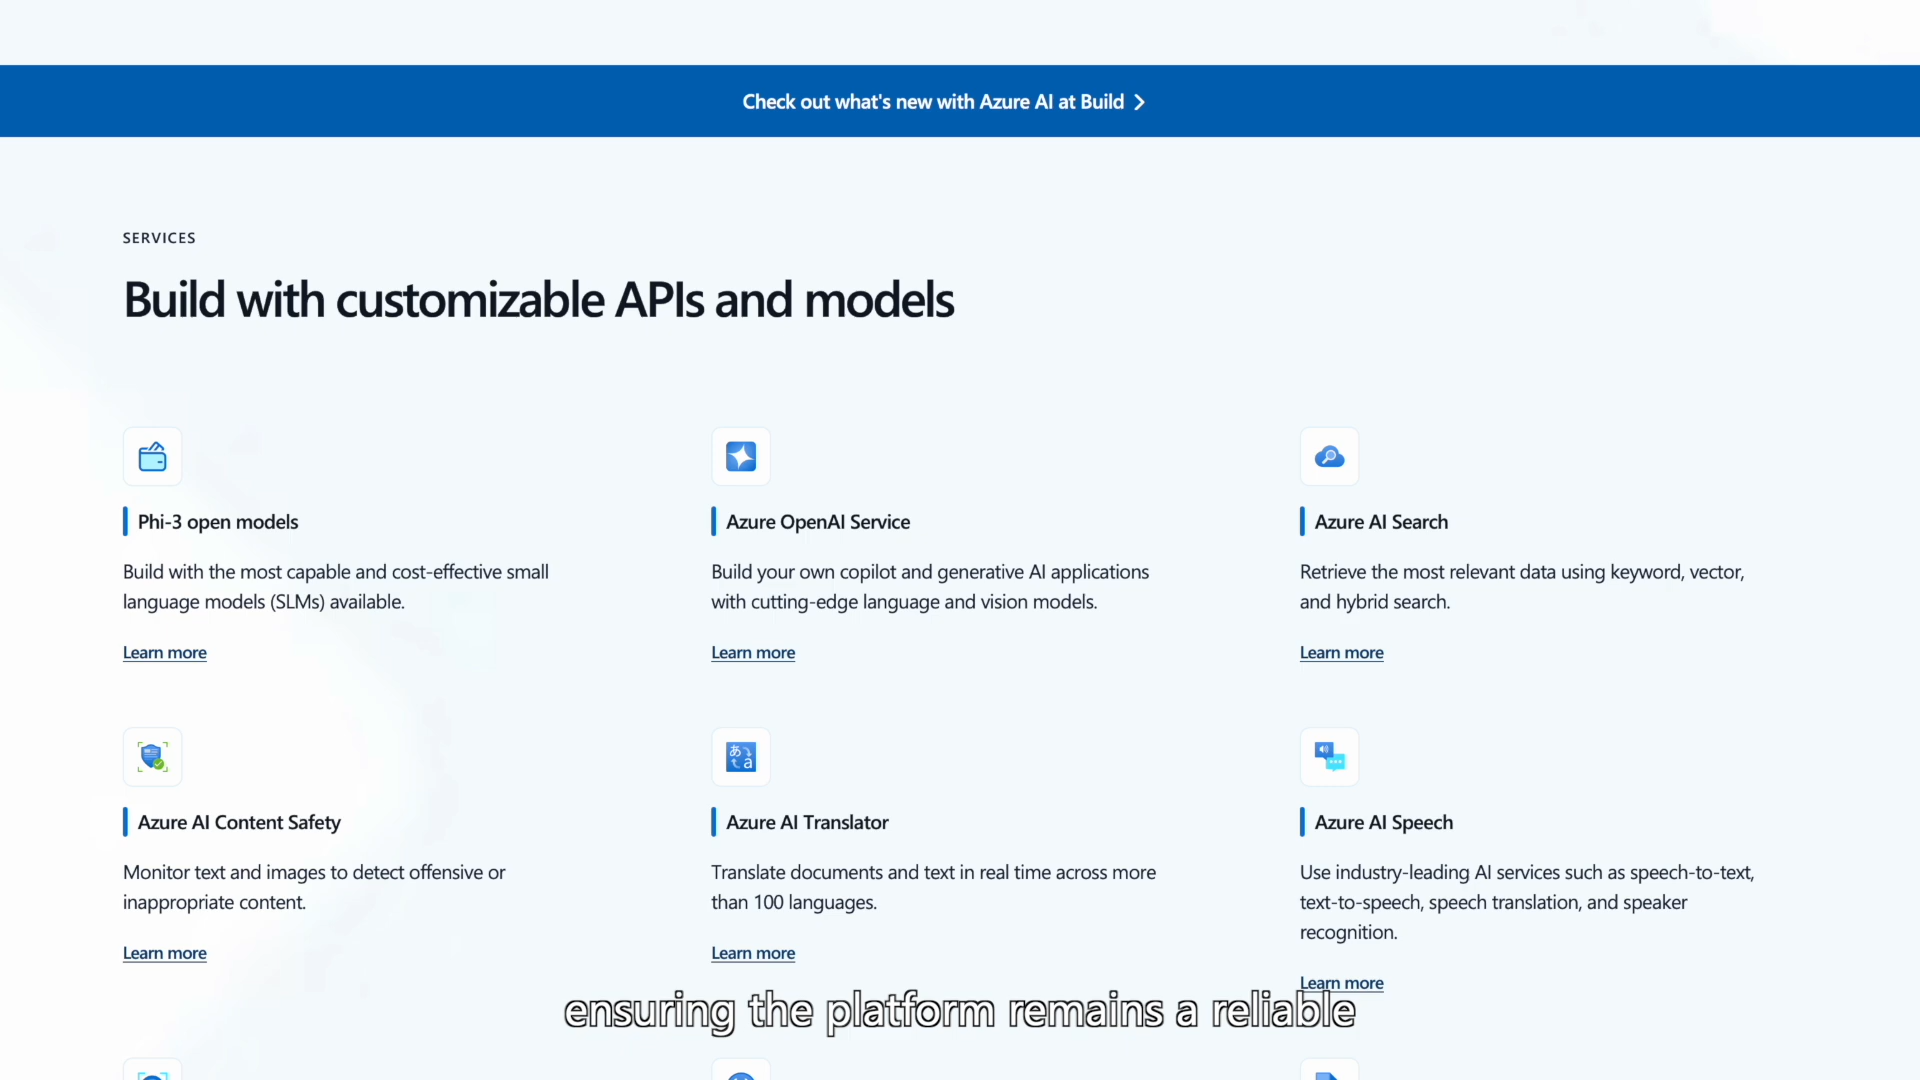 Check out what's new with Azure AI at Build
SERVICES
Build with customizable APIs and models
Phi-3 open models
Build with the most capable and cost-effective small
language models (SLMs) available.
Learn more
Azure OpenAI Service
Build your own copilot and generative AI applications
with cutting-edge language and vision models.
Learn more
Azure AI Search
Retrieve the most relevant data using keyword, vector,
and hybrid search.
Learn more
Azure AI Content Safety
Monitor text and images to detect offensive or
inappropriate content.
Learn more
あ
a
Azure AI Translator
Translate documents and text in real time across more
than 100 languages.
Learn more
Azure AI Speech
Use industry-leading AI services such as speech-to-text,
text-to-speech, speech translation, and speaker
recognition.
Learn more
ensuring the platform remains a reliable